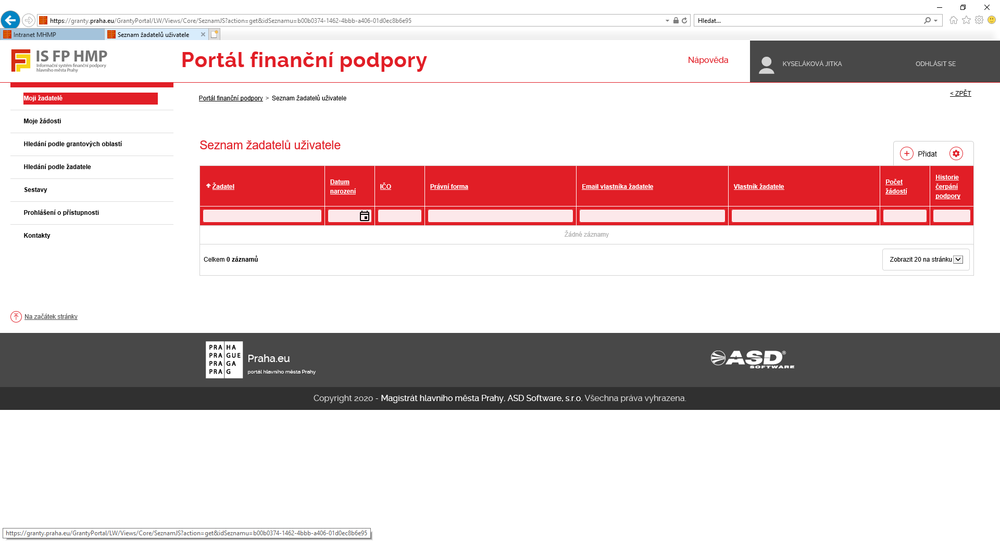 https://granty.praha.eu/GrantyPortal/LW/Views/Core/SeznamJS?action=get&idSeznamu=b00b0374-1462-4bbb-a406-01d0ec8b6e95
Hledat...
Intranet MHMP
Seznam žadatelů uživatele
IS FP HMP
Informační systém finanční podpory
hlavního města Prahy
Portál finanční podpory
Nápověda
KYSELÁKOVÁ JITKA
ODHLÁSIT SE
Moji žadatelé
Moje žádosti
Hledání podle grantových oblastí
Hledání podle žadatele
Sestavy
Prohlášení o přístupnosti
Kontakty
Portál finanční podpory > Seznam žadatelů uživatele
< ZPĚT
Seznam žadatelů uživatele
Přidat
Žadatel
Datum
narození
IČO
Právní forma
Email vlastníka žadatele
Vlastník žadatele
Počet
žádostí
Historie
čerpání
podpory
Žádné záznamy
Celkem 0 záznamů
Zobrazit 20 na stránku
Na začátek stránky
PRA HA
PRA GUE
PRA GA
PRA G
Praha.eu
portál hlavního města Prahy
ASD®
SOFTWARE
Copyright 2020 - Magistrát hlavního města Prahy, ASD Software, s.r.o. Všechna práva vyhrazena.
https://granty.praha.eu/GrantyPortal/LW/Views/Core/SeznamJS?action=get&idSeznamu=b00b0374-1462-4bbb-a406-01d0ec8b6e95